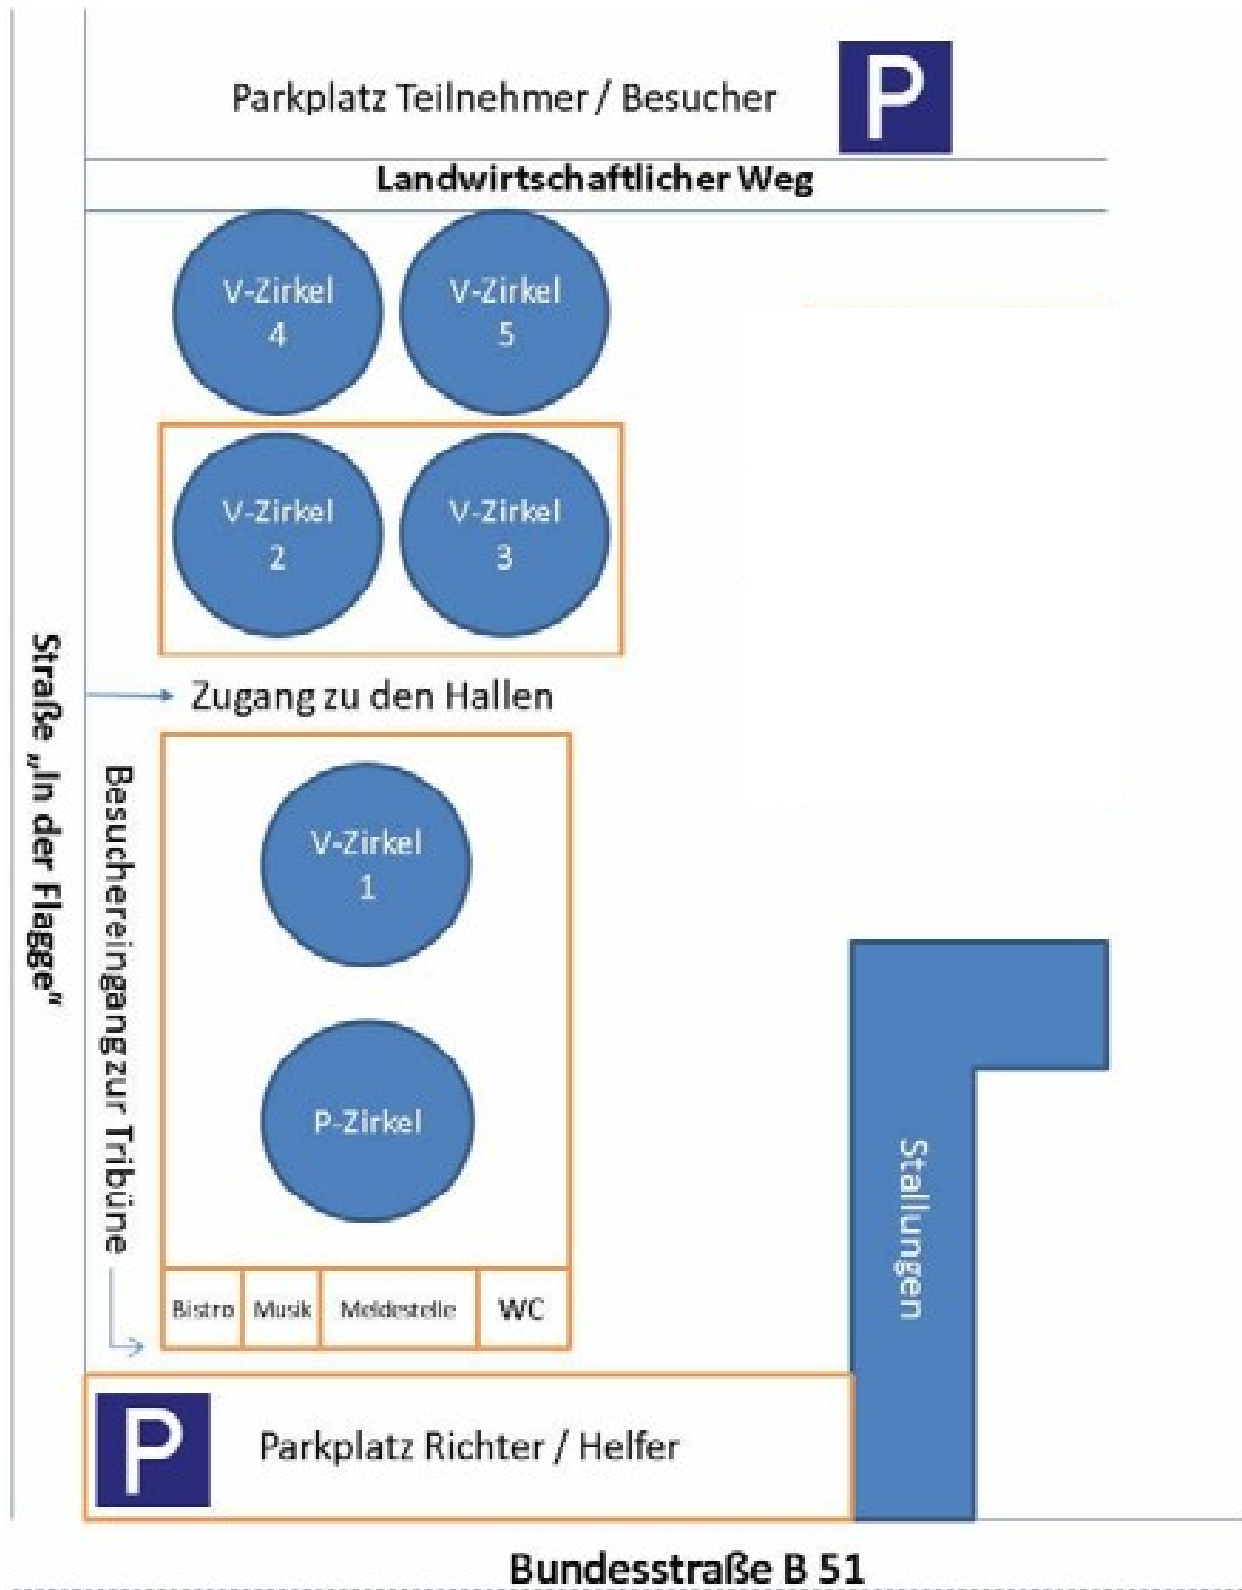 Parkplatz Teilnehmer / Besucher
P
Landwirtschaftlicher Weg
V-Zirkel
4
V-Zirkel
5
V-Zirkel
2
V-Zirkel
3
Straße „In der Flagge“
Zugang zu den Hallen
Besuchereingang zur Tribüne
V-Zirkel
1
P-Zirkel
Stallungen
Bistro
Musik
Meldestelle
WC
P
Parkplatz Richter / Helfer
Bundesstraße B 51